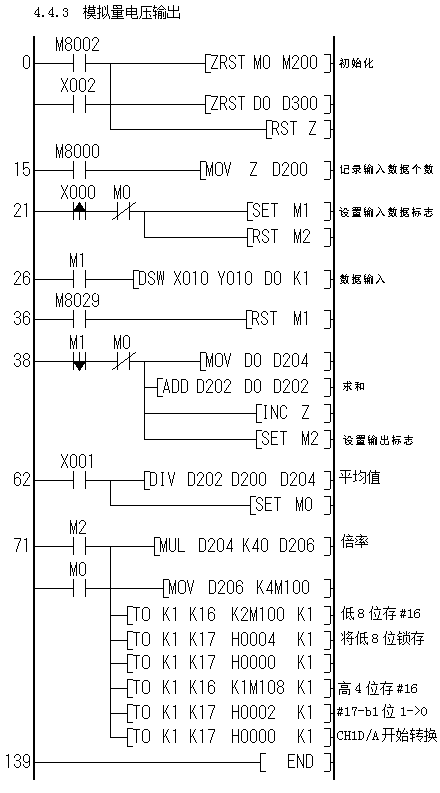 4.4.3 模拟量电压输出
M8002
0 ZRST M0 M200 初始化
X002
ZRST D0 D300
RST Z
M8000
15 MOV Z D200 记录输入数据个数
X000 M0
21 SET M1 设置输入数据标志
RST M2
M1
26 DSW X010 Y010 D0 K1 数据输入
M8029
36 RST M1
M1 M0
38 MOV D0 D204
ADD D202 D0 D202 求和
INC Z
SET M2 设置输出标志
X001
62 DIV D202 D200 D204 平均值
SET M0
M2
71 MUL D204 K40 D206 倍率
M0
MOV D206 K4M100
TO K1 K16 K2M100 K1 低8位存#16
TO K1 K17 H0004 K1 将低8位锁存
TO K1 K17 H0000 K1
TO K1 K16 K1M108 K1 高4位存#16
TO K1 K17 H0002 K1 #17-b1位1->0
TO K1 K17 H0000 K1 CH1D/A开始转换
139 END